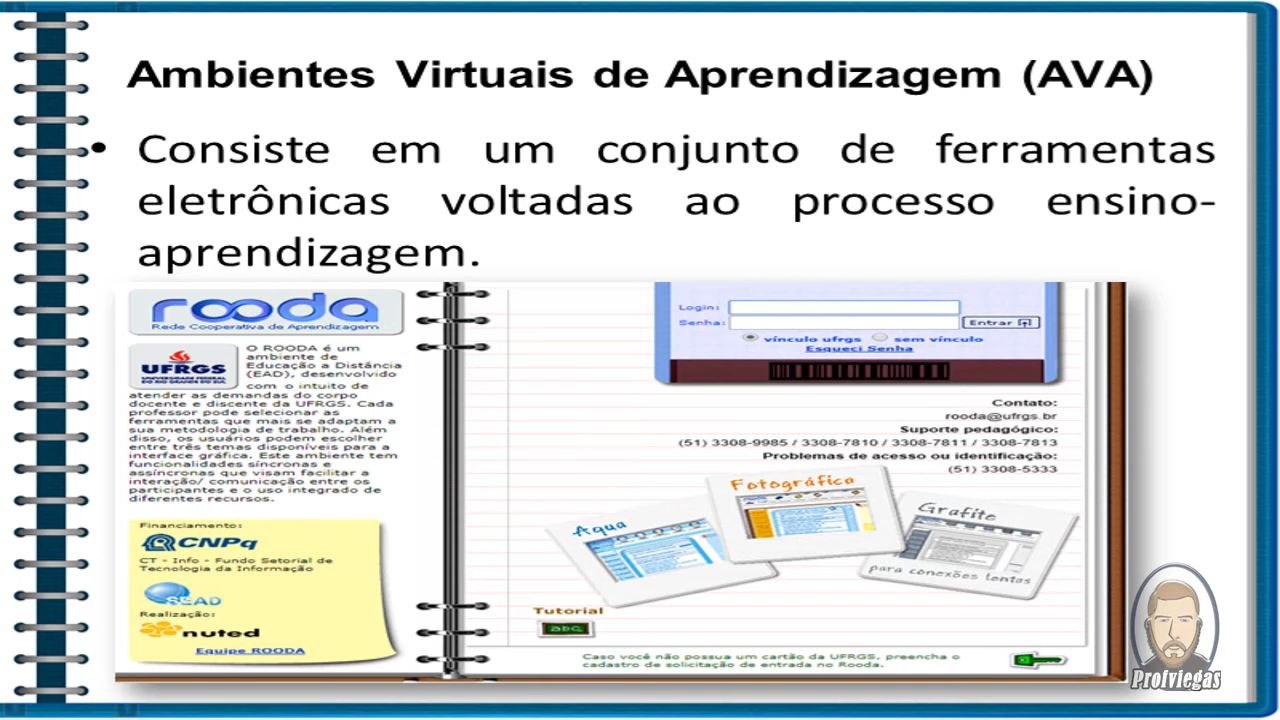 Ambientes Virtuais de Aprendizagem (AVA)
• Consiste em um conjunto de ferramentas
eletrônicas voltadas ao processo ensino-
aprendizagem.
rooda
Rede Cooperativa de Aprendizagem
UFRGS
UNIVERSIDADE FEDERAL
DO RIO GRANDE DO SUL
O ROODA é um
ambiente de
Educação a Distância
(EAD), desenvolvido
com o intuito de
atender as demandas do corpo
docente e discente da UFRGS. Cada
professor pode selecionar as
ferramentas que mais se adaptam a
sua metodologia de trabalho. Além
disso, os usuários podem escolher
entre três temas disponíveis para a
interface gráfica. Este ambiente tem
funcionalidades síncronas e
assíncronas que visam facilitar a
interação/ comunicação entre os
participantes e o uso integrado de
diferentes recursos.
Financiamento:
CNPq
CT - Info - Fundo Setorial de
Tecnologia da Informação
SEAD
Realização:
nuted
Equipe ROODA
Login:
Senha:
Entrar
vínculo ufrgs sem vínculo
Esqueci Senha
Contato:
rooda@ufrgs.br
Suporte pedagógico:
(51) 3308-9985 / 3308-7810 / 3308-7811 / 3308-7813
Problemas de acesso ou identificação:
(51) 3308-5333
Aqua
Fotográfica
Grafite
para conexões lentas
Tutorial
abc
Caso você não possua um cartão da UFRGS, preencha o
cadastro de solicitação de entrada no Rooda.
Profviegas